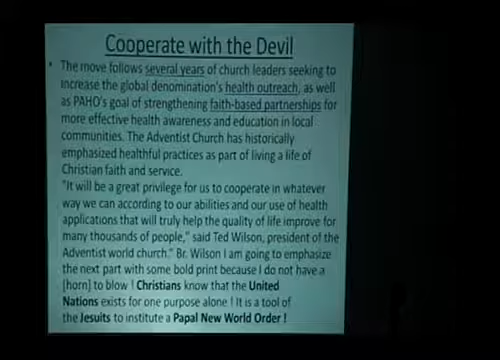 Cooperate with the Devil
• The move follows several years of church leaders seeking to
increase the global denomination's health outreach, as well
as PAHO's goal of strengthening faith-based partnerships for
more effective health awareness and education in local
communities. The Adventist Church has historically
emphasized healthful practices as part of living a life of
Christian faith and service.
"It will be a great privilege for us to cooperate in whatever
way we can according to our abilities and our use of health
applications that will truly help the quality of life improve for
many thousands of people," said Ted Wilson, president of the
Adventist world church." Br. Wilson I am going to emphasize
the next part with some bold print because I do not have a
[horn] to blow ! Christians know that the United
Nations exists for one purpose alone ! It is a tool of
the Jesuits to institute a Papal New World Order !